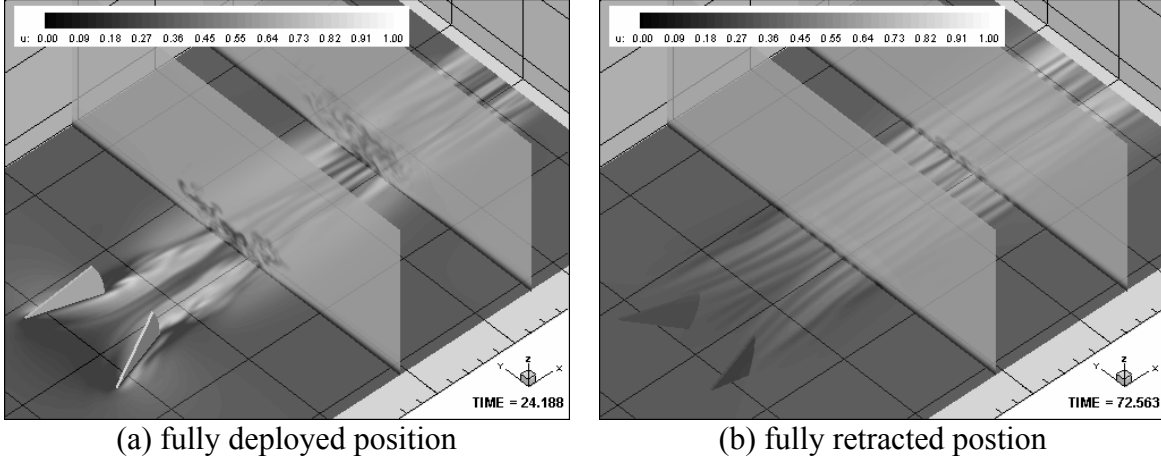 u: 0.00 0.09 0.18 0.27 0.36 0.45 0.55 0.64 0.73 0.82 0.91 1.00
Z
Y X
TIME = 24.188
(a) fully deployed position
u: 0.00 0.09 0.18 0.27 0.36 0.45 0.55 0.64 0.73 0.82 0.91 1.00
Z
Y X
TIME = 72.563
(b) fully retracted postion